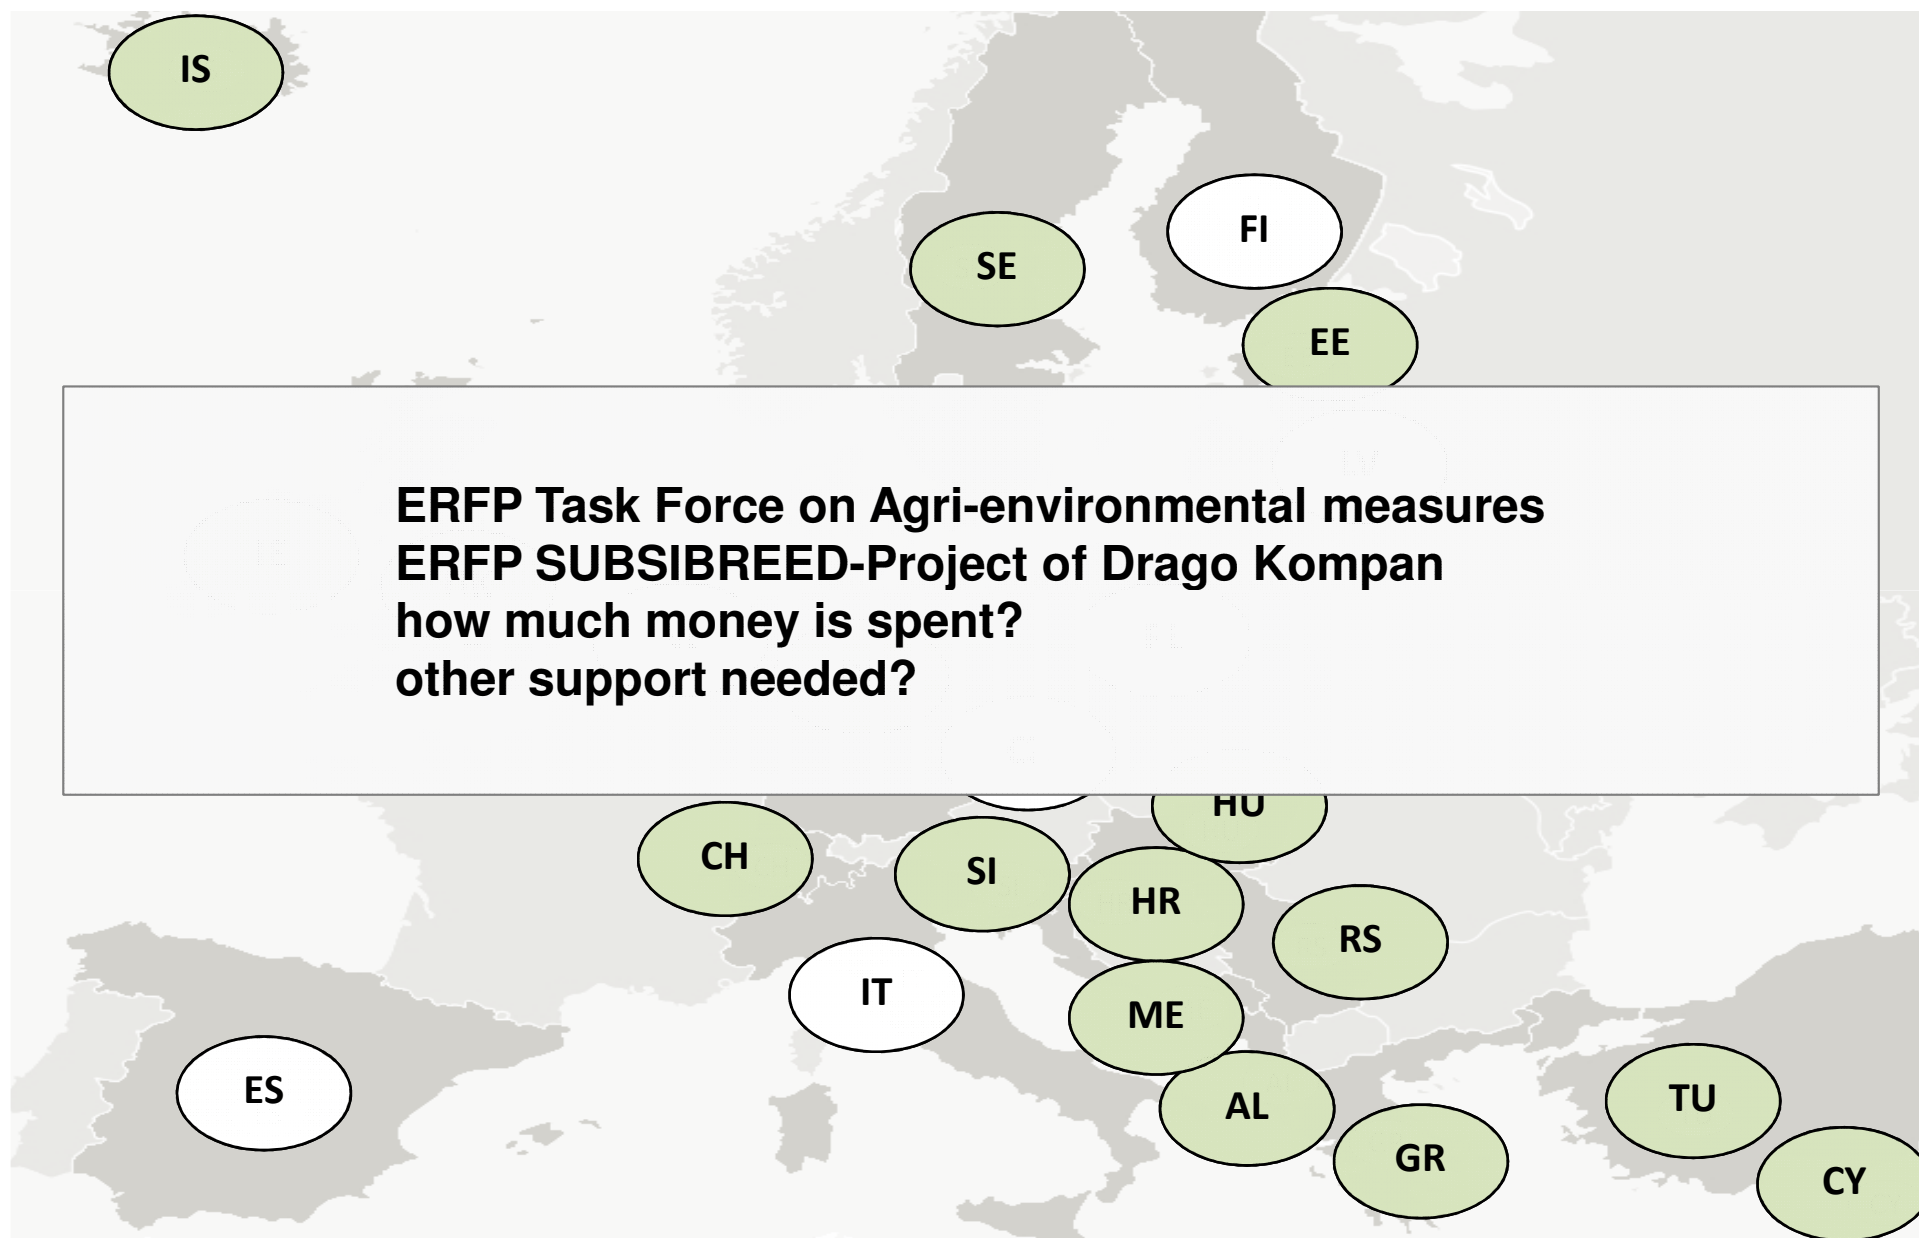 IS
FI
SE
EE
ERFP Task Force on Agri-environmental measures
ERFP SUBSIBREED-Project of Drago Kompan
how much money is spent?
other support needed?
HU
CH
SI
HR
RS
IT
ME
ES
AL
TU
GR
CY